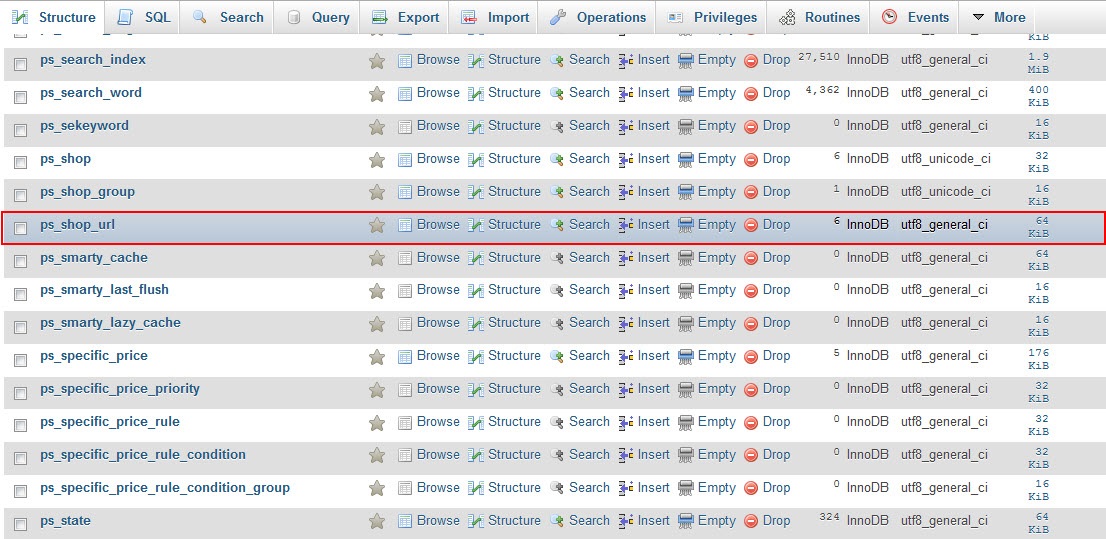 Structure SQL Search Query Export Import Operations Privileges Routines Events More
KiB
ps_search_index Browse Structure Search Insert Empty Drop 27,510 InnoDB utf8_general_ci 1.9 MiB
ps_search_word Browse Structure Search Insert Empty Drop 4,362 InnoDB utf8_general_ci 400 KiB
ps_sekeyword Browse Structure Search Insert Empty Drop 0 InnoDB utf8_general_ci 16 KiB
ps_shop Browse Structure Search Insert Empty Drop 6 InnoDB utf8_unicode_ci 32 KiB
ps_shop_group Browse Structure Search Insert Empty Drop 1 InnoDB utf8_unicode_ci 16 KiB
ps_shop_url Browse Structure Search Insert Empty Drop 6 InnoDB utf8_general_ci 64 KiB
ps_smarty_cache Browse Structure Search Insert Empty Drop 0 InnoDB utf8_general_ci 64 KiB
ps_smarty_last_flush Browse Structure Search Insert Empty Drop 0 InnoDB utf8_general_ci 16 KiB
ps_smarty_lazy_cache Browse Structure Search Insert Empty Drop 0 InnoDB utf8_general_ci 16 KiB
ps_specific_price Browse Structure Search Insert Empty Drop 5 InnoDB utf8_general_ci 176 KiB
ps_specific_price_priority Browse Structure Search Insert Empty Drop 0 InnoDB utf8_general_ci 32 KiB
ps_specific_price_rule Browse Structure Search Insert Empty Drop 0 InnoDB utf8_general_ci 32 KiB
ps_specific_price_rule_condition Browse Structure Search Insert Empty Drop 0 InnoDB utf8_general_ci 32 KiB
ps_specific_price_rule_condition_group Browse Structure Search Insert Empty Drop 0 InnoDB utf8_general_ci 16 KiB
ps_state Browse Structure Search Insert Empty Drop 324 InnoDB utf8_general_ci 64 KiB